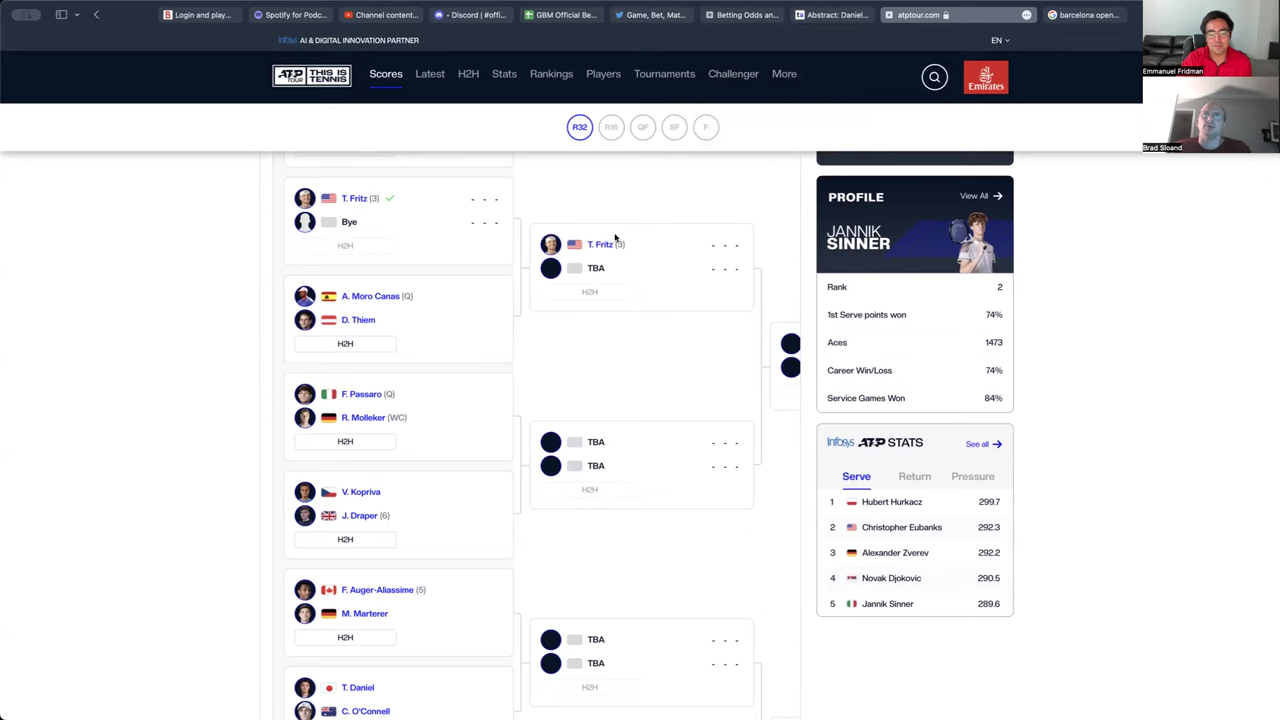 Login and play...
Spotify for Podc...
Channel content...
• Discord | #offi...
GBM Official Be...
Game, Bet, Mat...
Betting Odds an...
Abstract: Daniel...
atptour.com
barcelona open...
Infosys AI & DIGITAL INNOVATION PARTNER
EN
ATP TOUR THIS IS TENNIS
Scores
Latest
H2H
Stats
Rankings
Players
Tournaments
Challenger
More
Emirates
Emmanuel Fridman
Brad Sloand
R32
R16
QF
SF
F
T. Fritz (3)
- - -
Bye
- - -
H2H
A. Moro Canas (Q)
D. Thiem
H2H
F. Passaro (Q)
R. Molleker (WC)
H2H
V. Kopriva
J. Draper (6)
H2H
F. Auger-Aliassime (5)
M. Marterer
H2H
T. Daniel
C. O'Connell
T. Fritz (3)
- - -
TBA
- - -
H2H
TBA
- - -
TBA
- - -
H2H
TBA
- - -
TBA
- - -
H2H
PROFILE
View All
JANNIK
SINNER
Rank 2
1st Serve points won 74%
Aces 1473
Career Win/Loss 74%
Service Games Won 84%
Infosys ATP STATS
See all
Serve
Return
Pressure
1 Hubert Hurkacz 299.7
2 Christopher Eubanks 292.3
3 Alexander Zverev 292.2
4 Novak Djokovic 290.5
5 Jannik Sinner 289.6